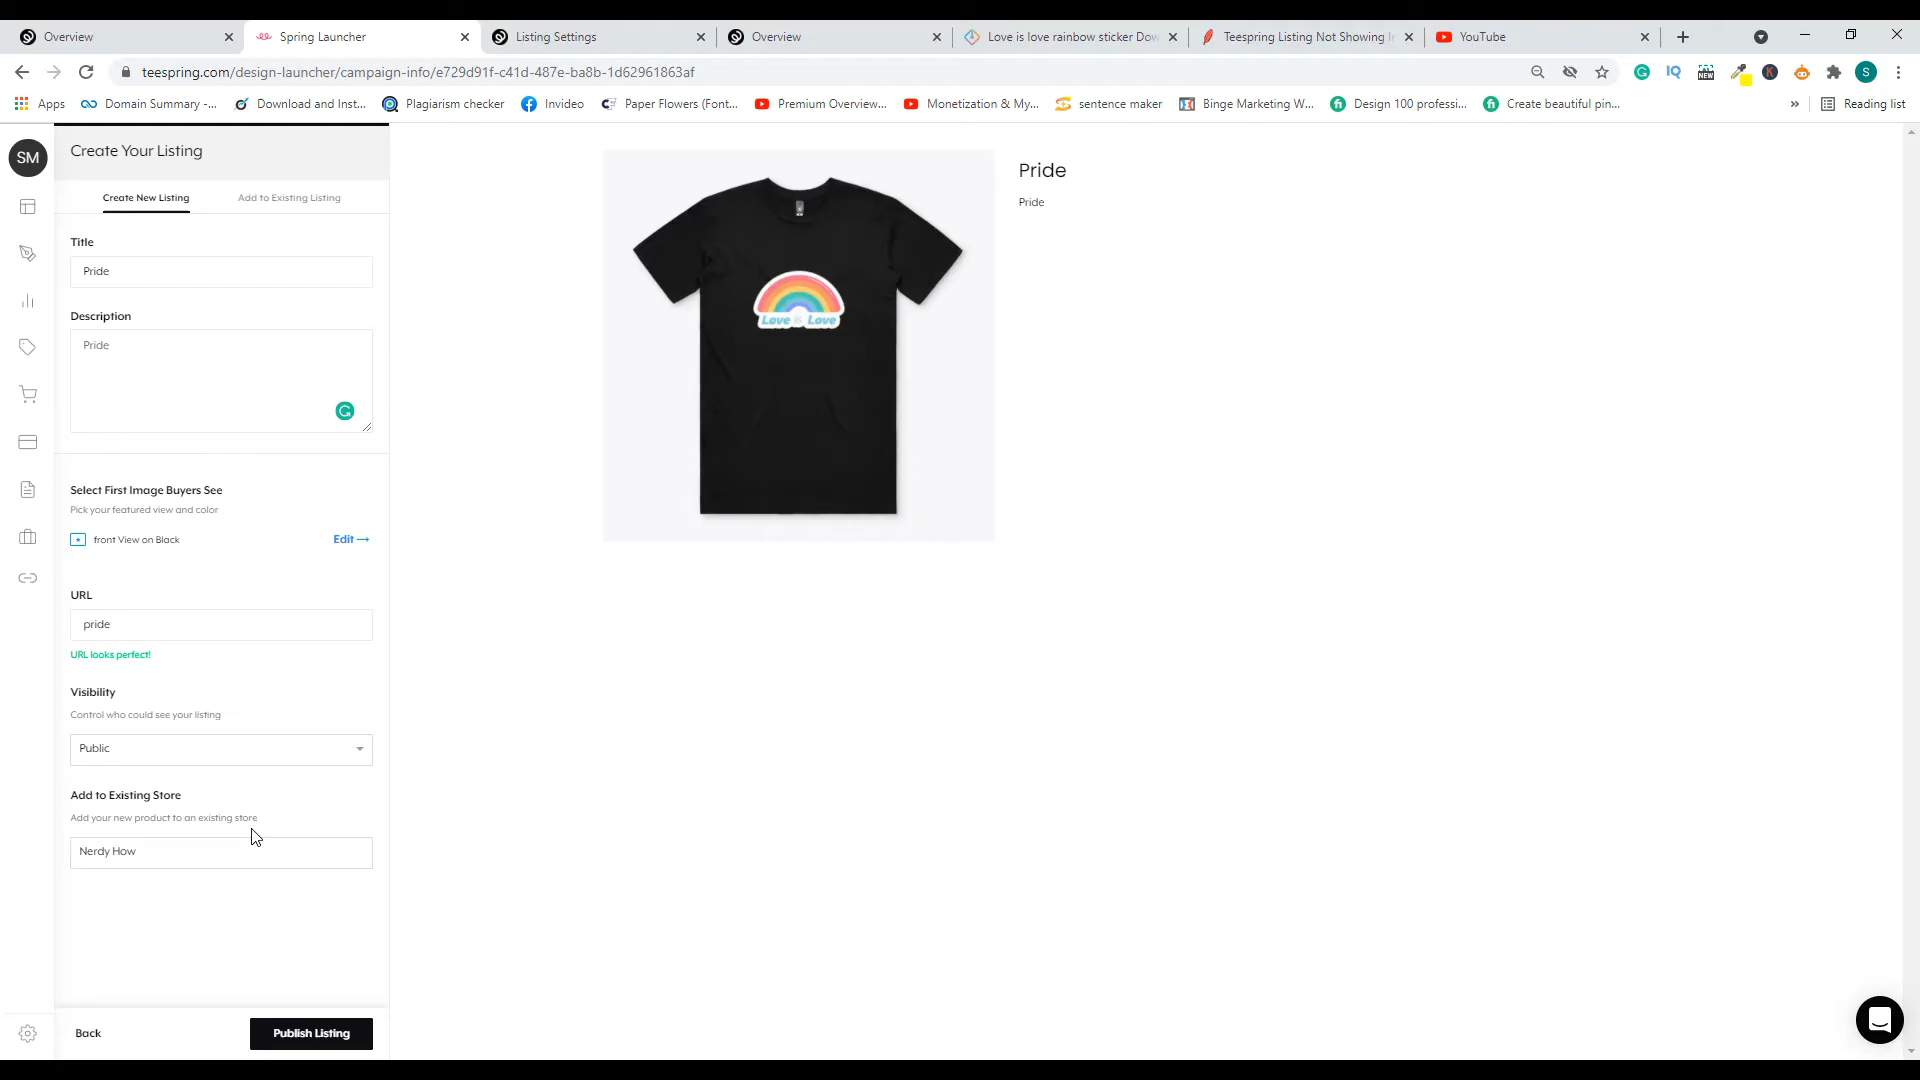 Overview
Spring Launcher
Listing Settings
Overview
Love is love rainbow sticker Dow
Teespring Listing Not Showing In
YouTube
teespring.com/design-launcher/campaign-info/e729d91f-c41d-487e-ba8b-1d62961863af
IQ
NEW
K
S
Apps
Domain Summary -...
Download and Inst...
Plagiarism checker
Invideo
Paper Flowers (Font...
Premium Overview...
Monetization & My...
sentence maker
Binge Marketing W...
Design 100 professi...
Create beautiful pin...
»
Reading list
SM
Create Your Listing
Create New Listing
Add to Existing Listing
Title
Pride
Description
Pride
Select First Image Buyers See
Pick your featured view and color
front View on Black
Edit →
URL
pride
URL looks perfect!
Visibility
Control who could see your listing
Public
Add to Existing Store
Add your new product to an existing store
Nerdy How
Back
Publish Listing
Love is Love
Pride
Pride